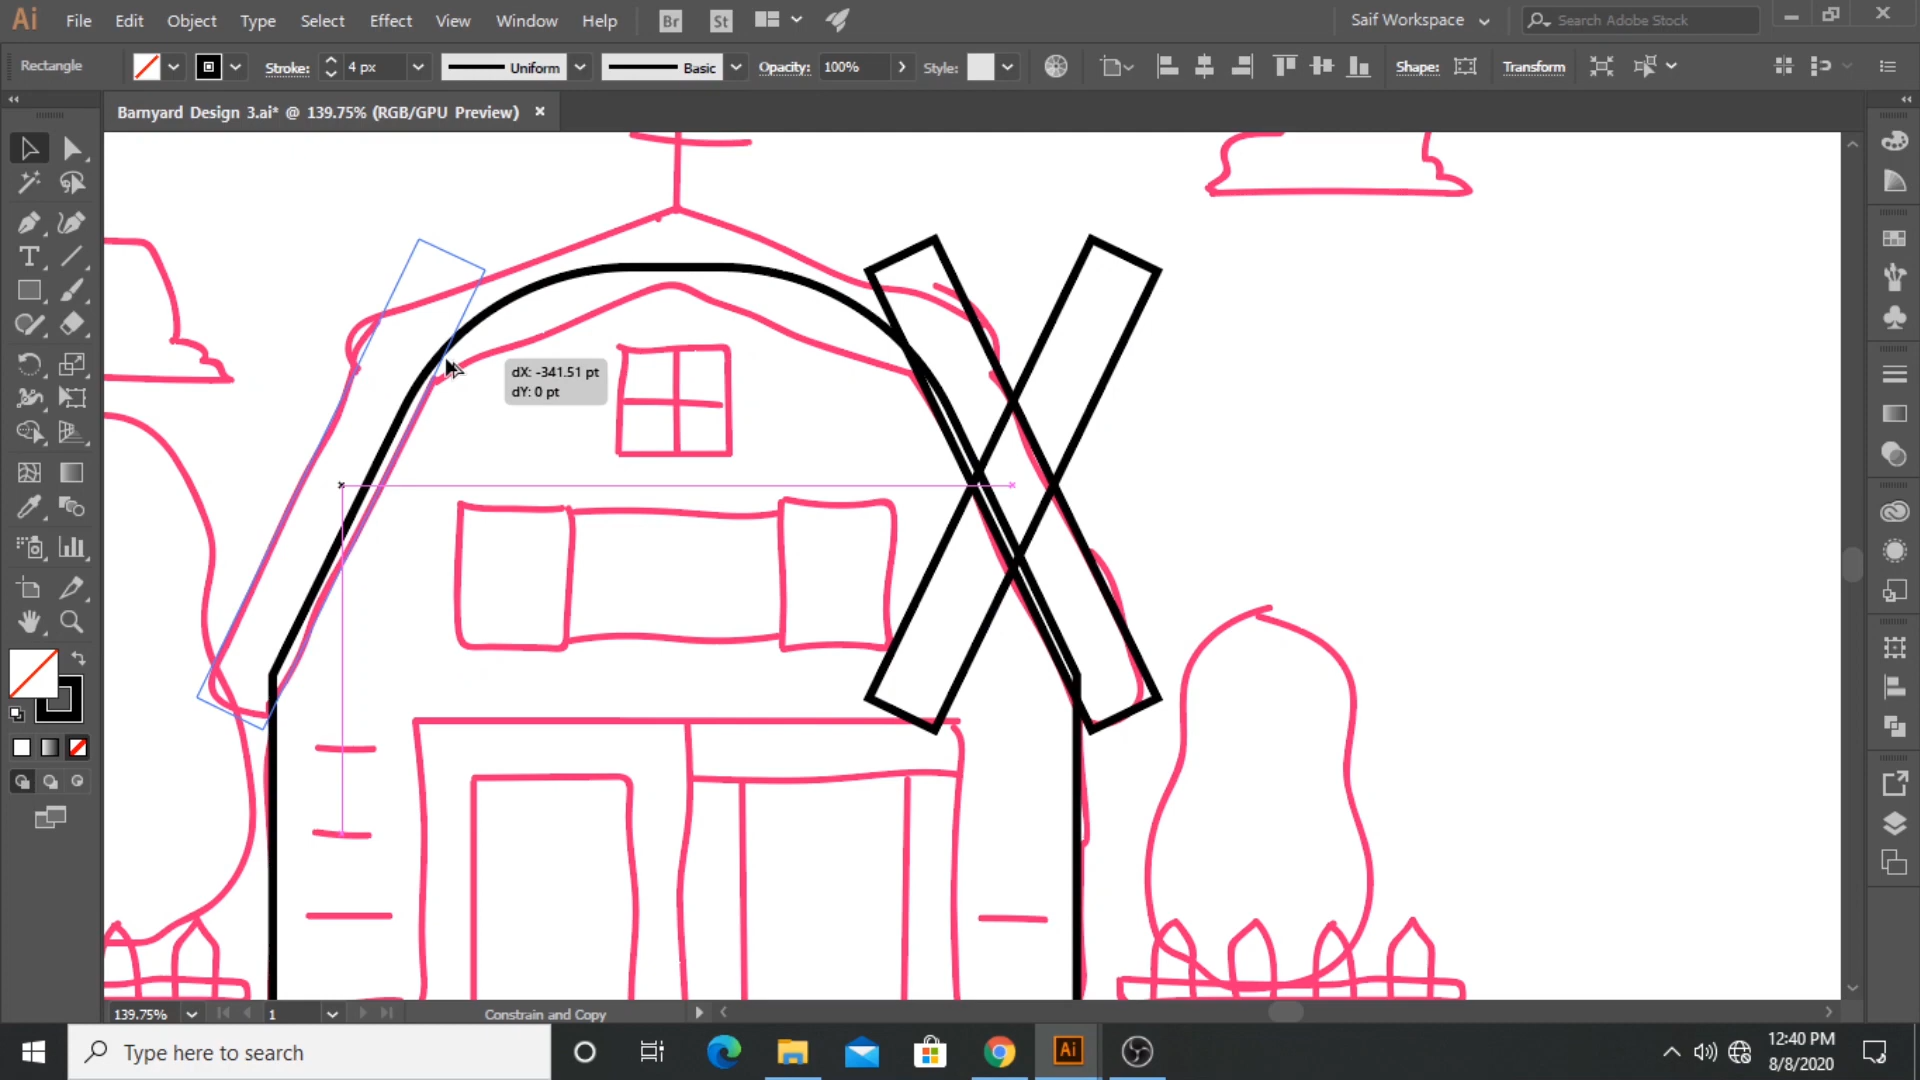 Ai File Edit Object Type Select Effect View Window Help Br St Saif Workspace Search Adobe Stock
Rectangle Stroke: 4 px Uniform Basic Opacity: 100% Style: Shape: Transform
Barnyard Design 3.ai* @ 139.75% (RGB/GPU Preview)
dX: -341.51 pt
dY: 0 pt
139.75% 1 Constrain and Copy
Type here to search
Ai
12:40 PM
8/8/2020